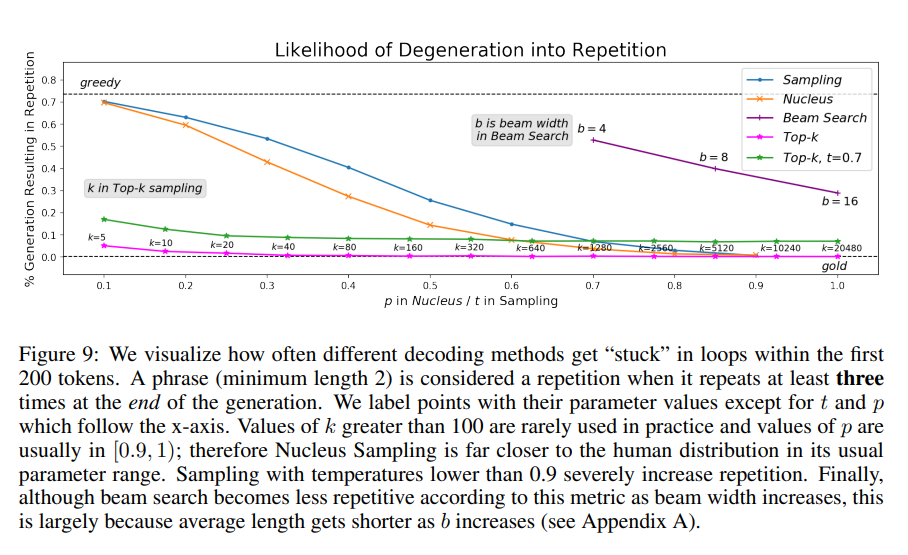 Likelihood of Degeneration into Repetition
% Generation Resulting in Repetition
0.8
0.7
0.6
0.5
0.4
0.3
0.2
0.1
0.0
greedy
b is beam width
in Beam Search
b = 4
b = 8
b = 16
Sampling
Nucleus
Beam Search
Top-k
Top-k, t=0.7
k in Top-k sampling
k=5
k=10
k=20
k=40
k=80
k=160
k=320
k=640
k=1280
k=2560
k=5120
k=10240
k=20480
gold
0.1 0.2 0.3 0.4 0.5 0.6 0.7 0.8 0.9 1.0
p in Nucleus / t in Sampling
Figure 9: We visualize how often different decoding methods get “stuck” in loops within the first
200 tokens. A phrase (minimum length 2) is considered a repetition when it repeats at least three
times at the end of the generation. We label points with their parameter values except for t and p
which follow the x-axis. Values of k greater than 100 are rarely used in practice and values of p are
usually in [0.9, 1); therefore Nucleus Sampling is far closer to the human distribution in its usual
parameter range. Sampling with temperatures lower than 0.9 severely increase repetition. Finally,
although beam search becomes less repetitive according to this metric as beam width increases, this
is largely because average length gets shorter as b increases (see Appendix A).